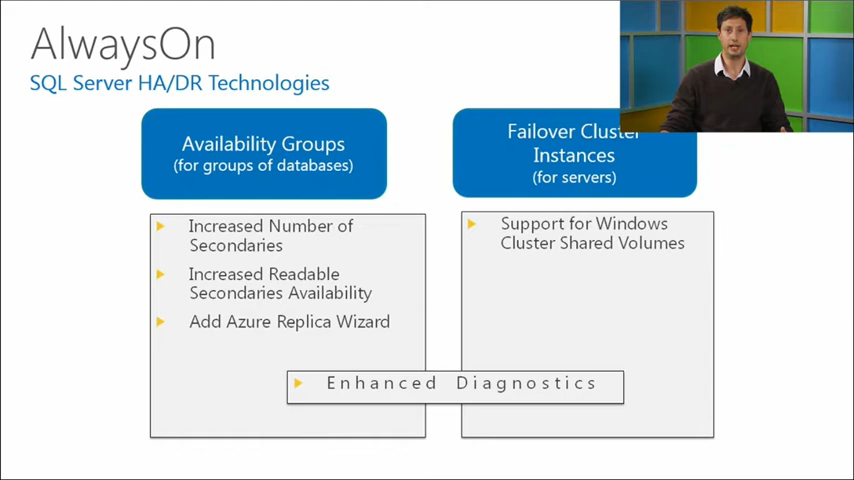 AlwaysOn
SQL Server HA/DR Technologies
Availability Groups
(for groups of databases)
Failover Cluster
Instances
(for servers)
Increased Number of
Secondaries
Increased Readable
Secondaries Availability
Add Azure Replica Wizard
Support for Windows
Cluster Shared Volumes
Enhanced Diagnostics